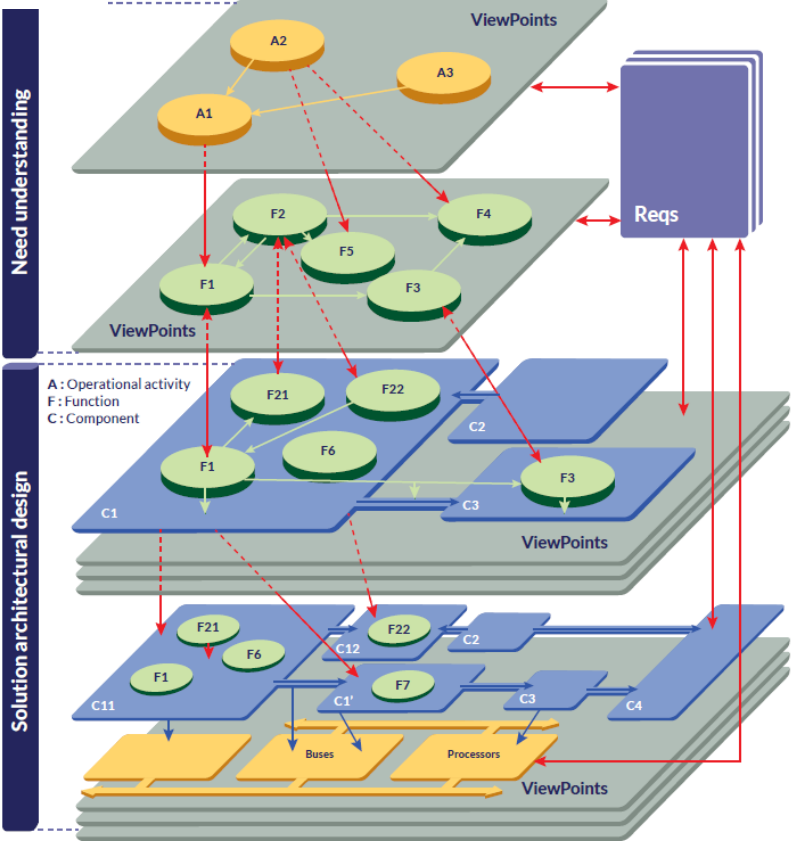 Need understanding
ViewPoints
A2
A3
A1
Reqs
F2
F4
F5
F1
F3
ViewPoints
A : Operational activity
F : Function
C : Component
Solution architectural design
F21
F22
C2
F6
F1
F3
C3
C1
ViewPoints
F21
F22
C2
F6
C12
F1
F7
C3
C11
C1'
C4
Buses
Processors
ViewPoints